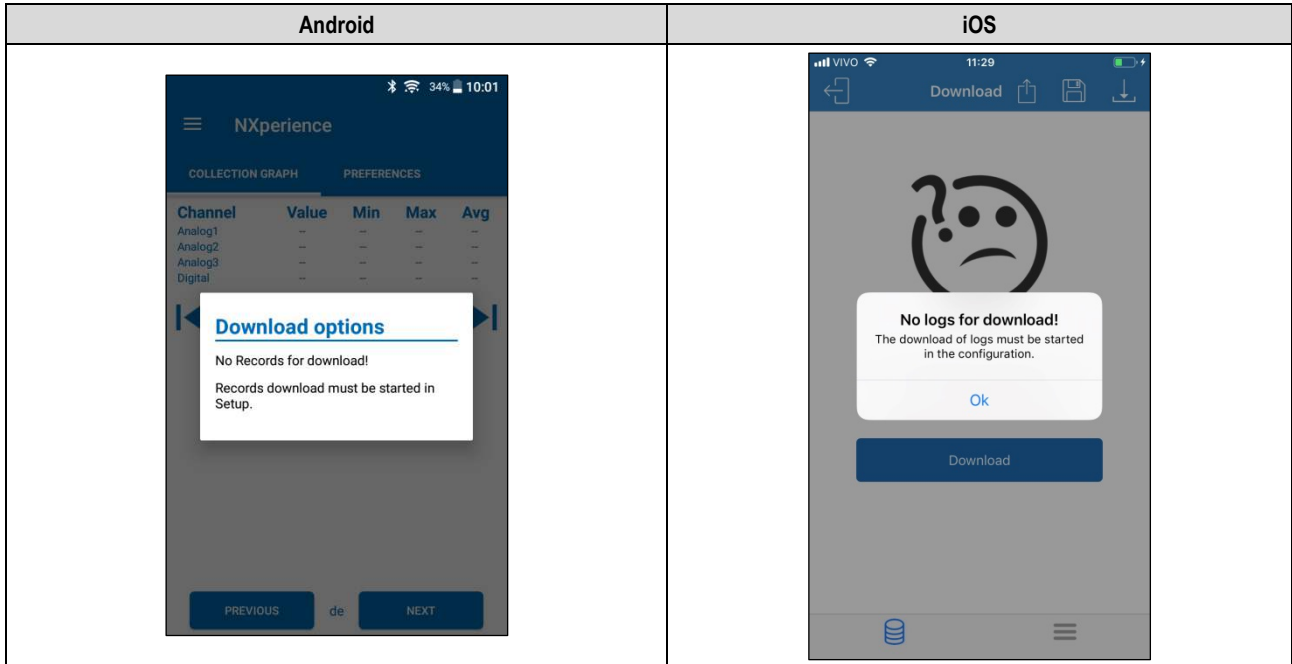 Android
iOS
34% 10:01
NXperience
COLLECTION GRAPH PREFERENCES
Channel Value Min Max Avg
Analog1 – – – –
Analog2 – – – –
Analog3 – – – –
Digital – – – –
Download options
No Records for download!
Records download must be started in
Setup.
PREVIOUS de NEXT
VIVO 11:29
Download
?
No logs for download!
The download of logs must be started
in the configuration.
Ok
Download